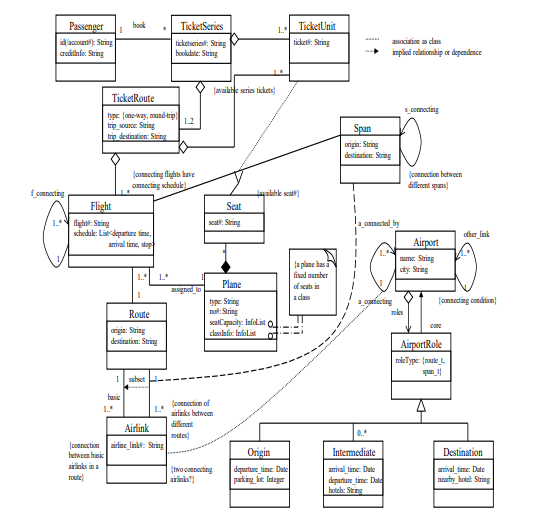 Passenger
id(/account#): String
creditInfo: String
1
book
*
TicketSeries
ticketseries#: String
bookdate: String
1..*
TicketUnit
ticket#: String
association as class
implied relationship or dependence
1..*
{available series tickets}
TicketRoute
type: {one-way, round-trip}
trip_source: String
trip_destination: String
1..2
Span
origin: String
destination: String
s_connecting
{connection between
different spans}
{connecting flights have
connecting schedule}
f_connecting
1..*
Flight
flight#: String
schedule: List<departure time,
arrival time, stop>
1..*
1
Seat
seat#: String
{available seat#}
*
a_connected_by
Airport
name: String
city: String
other_link
1..*
1..*
1
1
a_connecting
{connecting condition}
roles
core
1..*
1..*
assigned_to
1
Plane
type: String
no#: String
seatCapacity: InfoList
classInfo: InfoList
{a plane has a
fixed number
of seats in
a class
1
Route
origin: String
destination: String
AirportRole
roleType: {route_t,
span_t}
1
subset
1
basic
1..*
1..*
{connection of
airlinks between
different
routes}
Airlink
airline_link#: String
{connection
between basic
airlinks in a
route}
{two connecting
airlinks?}
0..*
Origin
departure_time: Date
parking_lot: Integer
Intermediate
arrival_time: Date
departure_time: Date
hotels: String
Destination
arrival_time: Date
nearby_hotel: String